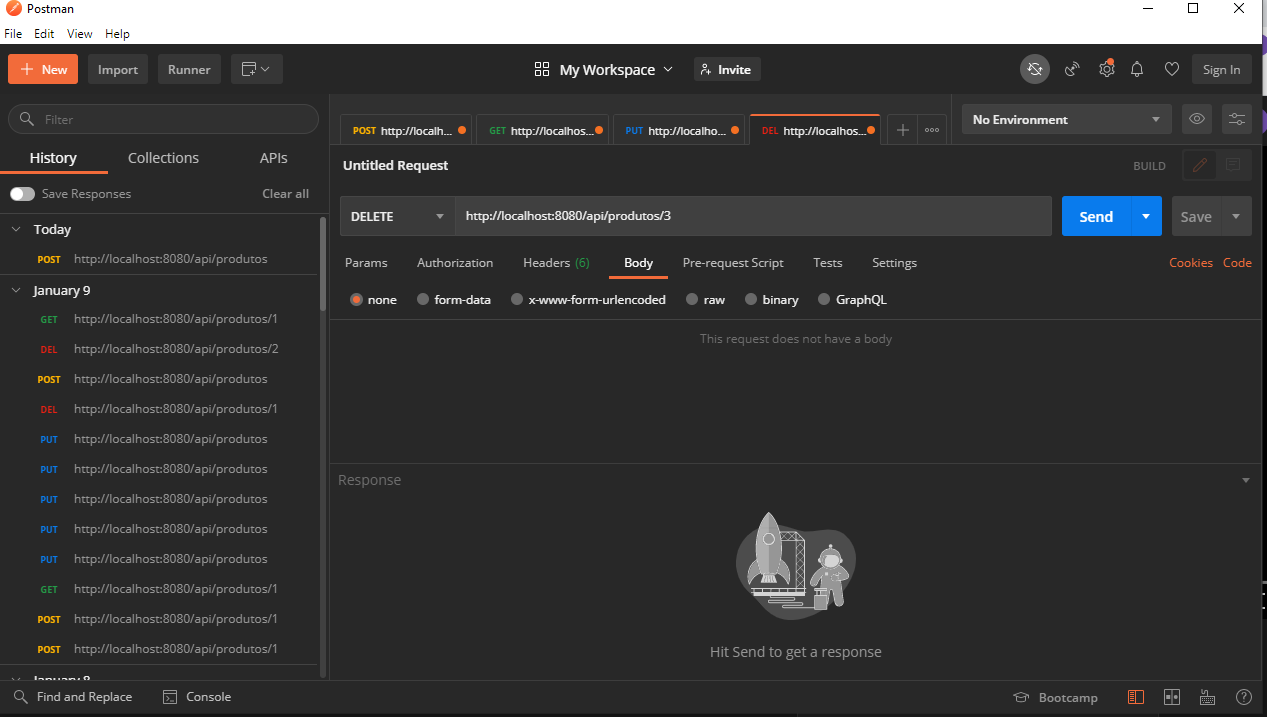 Postman
File Edit View Help
New Import Runner My Workspace Invite Sign In
Filter
History Collections APIs
Save Responses Clear all
Today
POST http://localhost:8080/api/produtos
January 9
GET http://localhost:8080/api/produtos/1
DEL http://localhost:8080/api/produtos/2
POST http://localhost:8080/api/produtos
DEL http://localhost:8080/api/produtos/1
PUT http://localhost:8080/api/produtos
PUT http://localhost:8080/api/produtos
PUT http://localhost:8080/api/produtos
PUT http://localhost:8080/api/produtos
PUT http://localhost:8080/api/produtos
GET http://localhost:8080/api/produtos/1
POST http://localhost:8080/api/produtos/1
POST http://localhost:8080/api/produtos/1
January 8
POST http://localh... GET http://localhos... PUT http://localho... DEL http://localhos... No Environment
Untitled Request BUILD
DELETE http://localhost:8080/api/produtos/3 Send Save
Params Authorization Headers (6) Body Pre-request Script Tests Settings Cookies Code
none form-data x-www-form-urlencoded raw binary GraphQL
This request does not have a body
Response
Hit Send to get a response
Find and Replace Console Bootcamp